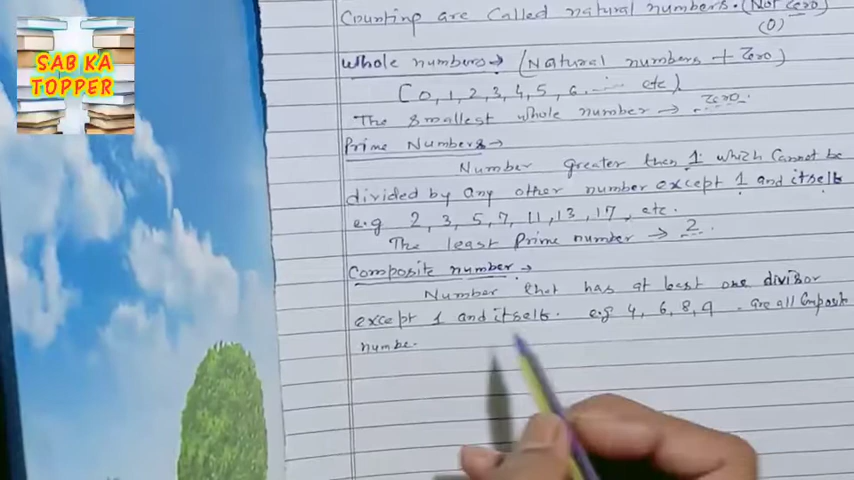 SAB KA
TOPPER
Counting are Called natural numbers. (Not zero)
(0)
Whole numbers → (Natural numbers + Zero)
(0, 1, 2, 3, 4, 5, 6...... etc)
The smallest whole number → Zero.
Prime Numbers →
Number greater then 1 which Cannot be
divided by any other number except 1 and itself
e.g 2, 3, 5, 7, 11, 13, 17, etc.
The least Prime number → 2.
Composite number →
Number that has at least one divisor
except 1 and itself. e.g 4, 6, 8, 9. are all Composite
numbe.